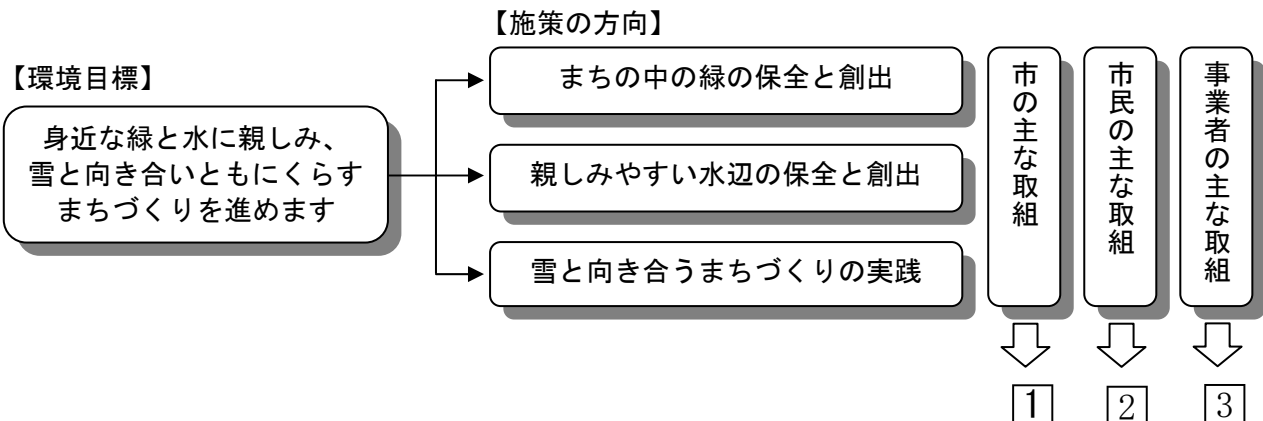 【施策の方向】
【環境目標】
身近な緑と水に親しみ、
雪と向き合いともにくらす
まちづくりを進めます
まちの中の緑の保全と創出
親しみやすい水辺の保全と創出
雪と向き合うまちづくりの実践
市の主な取組
市民の主な取組
事業者の主な取組
1
2
3